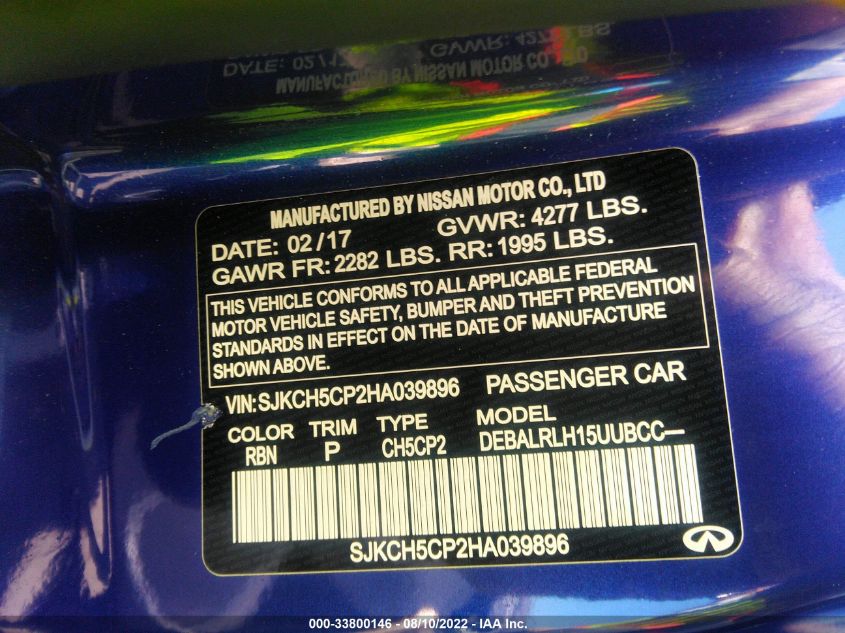 MANUFACTURED BY NISSAN MOTOR CO., LTD
DATE: 02/17 GVWR: 4277 LBS.
GAWR FR: 2282 LBS. RR: 1995 LBS.
THIS VEHICLE CONFORMS TO ALL APPLICABLE FEDERAL
MOTOR VEHICLE SAFETY, BUMPER AND THEFT PREVENTION
STANDARDS IN EFFECT ON THE DATE OF MANUFACTURE
SHOWN ABOVE.
VIN: SJKCH5CP2HA039896 PASSENGER CAR
COLOR TRIM TYPE MODEL
RBN P CH5CP2 DEBALRLH15UUBCC—
SJKCH5CP2HA039896
000-33800146 - 08/10/2022 - IAA Inc.